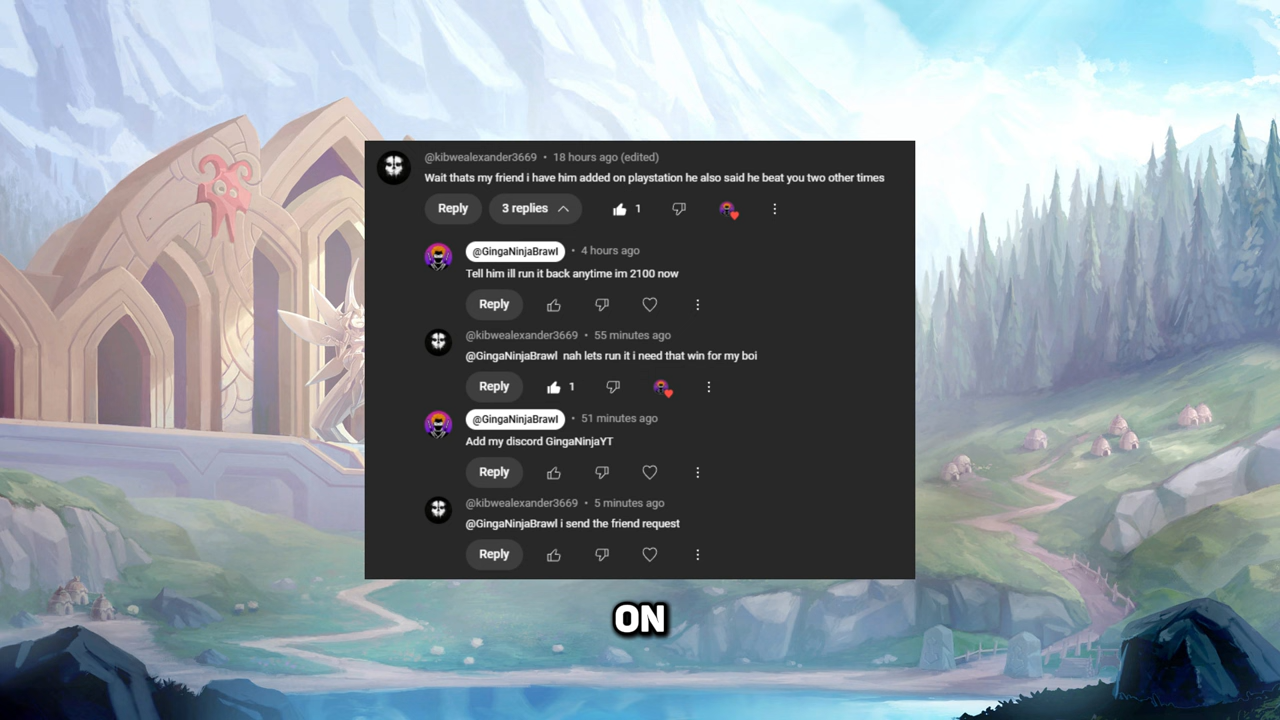 @kibwealexander3669 • 18 hours ago (edited)
Wait thats my friend i have him added on playstation he also said he beat you two other times
Reply 3 replies 1
@GingaNinjaBrawl • 4 hours ago
Tell him ill run it back anytime im 2100 now
Reply
@kibwealexander3669 • 55 minutes ago
@GingaNinjaBrawl nah lets run it i need that win for my boi
Reply 1
@GingaNinjaBrawl • 51 minutes ago
Add my discord GingaNinjaYT
Reply
@kibwealexander3669 • 5 minutes ago
@GingaNinjaBrawl i send the friend request
Reply
ON